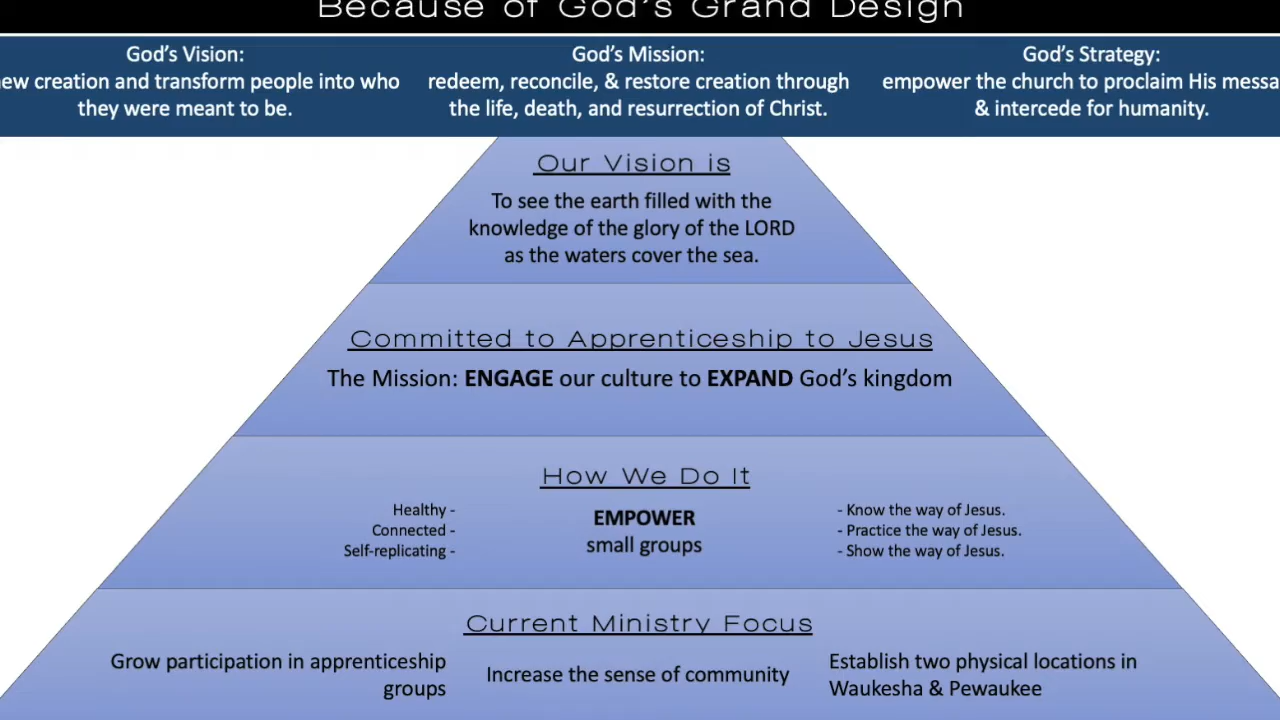 Because of God's Grand Design
God's Vision:
new creation and transform people into who
they were meant to be.
God's Mission:
redeem, reconcile, & restore creation through
the life, death, and resurrection of Christ.
God's Strategy:
empower the church to proclaim His messa
& intercede for humanity.
Our Vision is
To see the earth filled with the
knowledge of the glory of the LORD
as the waters cover the sea.
Committed to Apprenticeship to Jesus
The Mission: ENGAGE our culture to EXPAND God's kingdom
How We Do It
Healthy -
Connected -
Self-replicating -
EMPOWER
small groups
- Know the way of Jesus.
- Practice the way of Jesus.
- Show the way of Jesus.
Current Ministry Focus
Grow participation in apprenticeship
groups
Increase the sense of community
Establish two physical locations in
Waukesha & Pewaukee